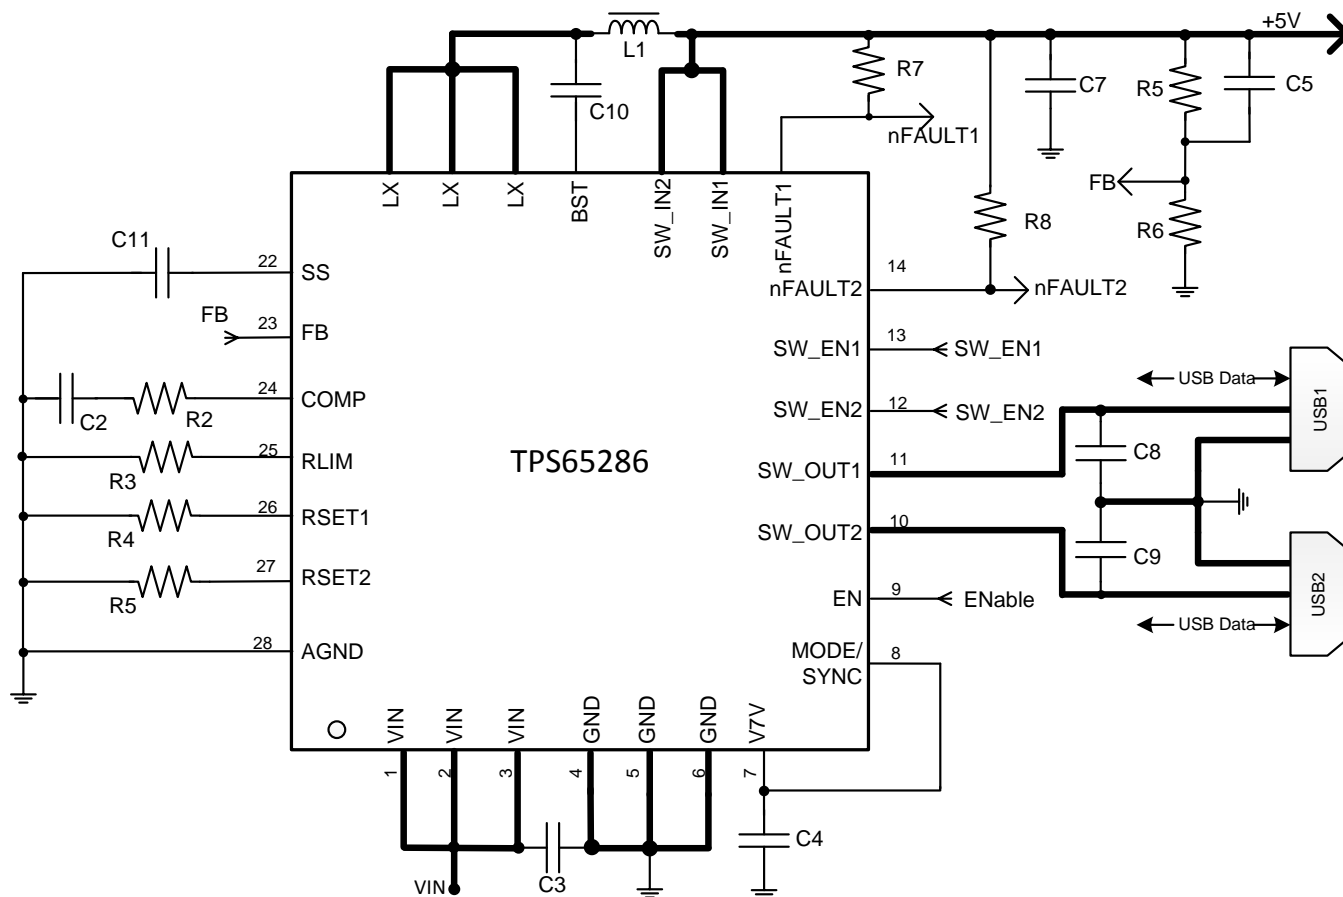 +5V
L1
R7
C7
R5
C5
C10
nFAULT1
LX
LX
LX
BST
SW_IN2
SW_IN1
nFAULT1
FB
R8
R6
C11
22
SS
14
nFAULT2
nFAULT2
FB
23
FB
13
SW_EN1
SW_EN1
USB Data
USB1
24
COMP
C2
R2
12
SW_EN2
SW_EN2
TPS65286
25
RLIM
R3
11
SW_OUT1
C8
26
RSET1
R4
10
SW_OUT2
C9
27
RSET2
R5
9
EN
ENable
USB2
USB Data
28
AGND
MODE/
SYNC
8
VIN
VIN
VIN
GND
GND
GND
V7V
1
2
3
4
5
6
7
C4
VIN
C3